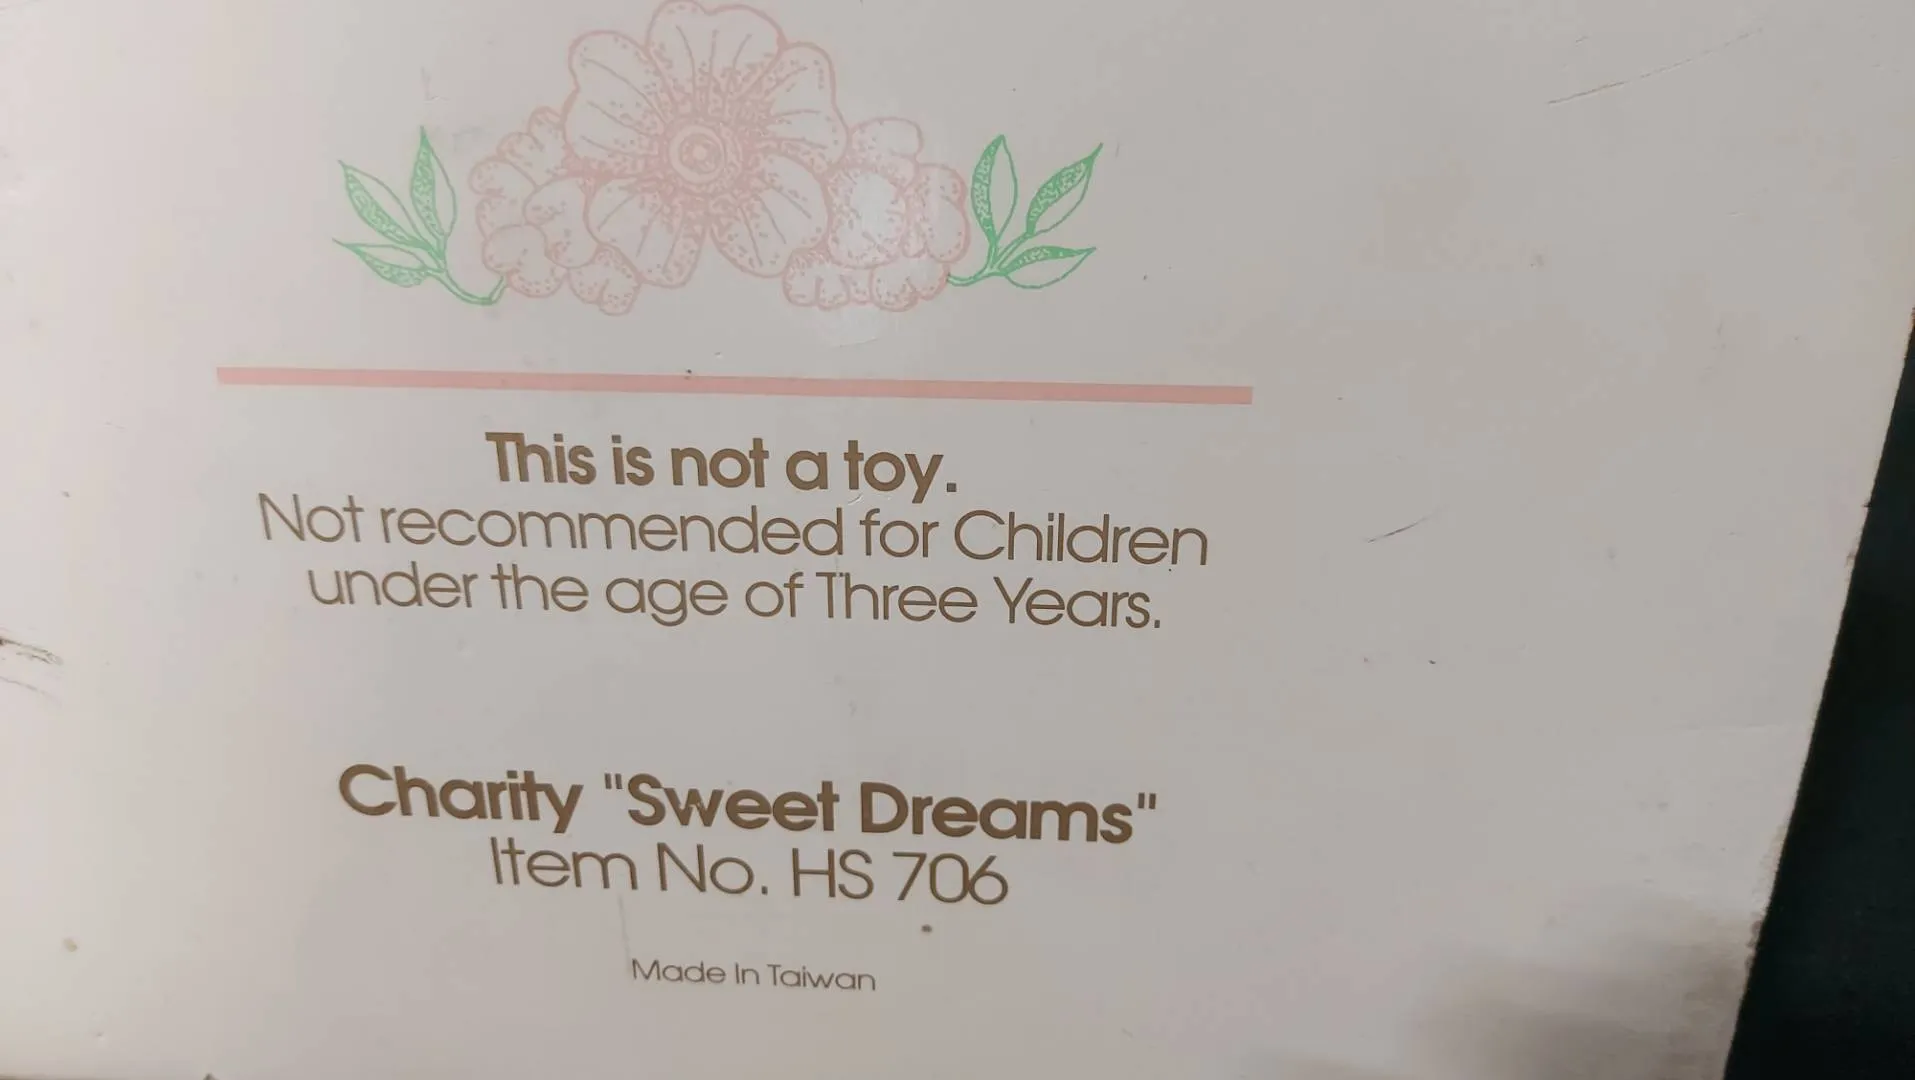 This is not a toy.
Not recommended for Children
under the age of Three Years.
Charity "Sweet Dreams"
Item No. HS 706
Made In Taiwan